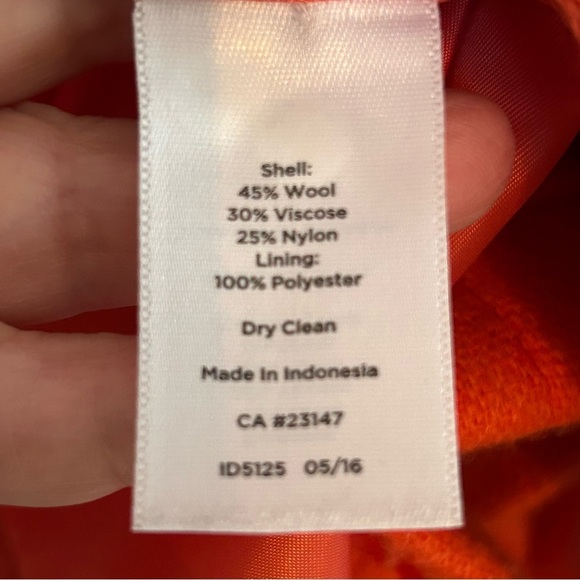 Shell:
45% Wool
30% Viscose
25% Nylon
Lining:
100% Polyester
Dry Clean
Made In Indonesia
CA #23147
ID5125 05/16